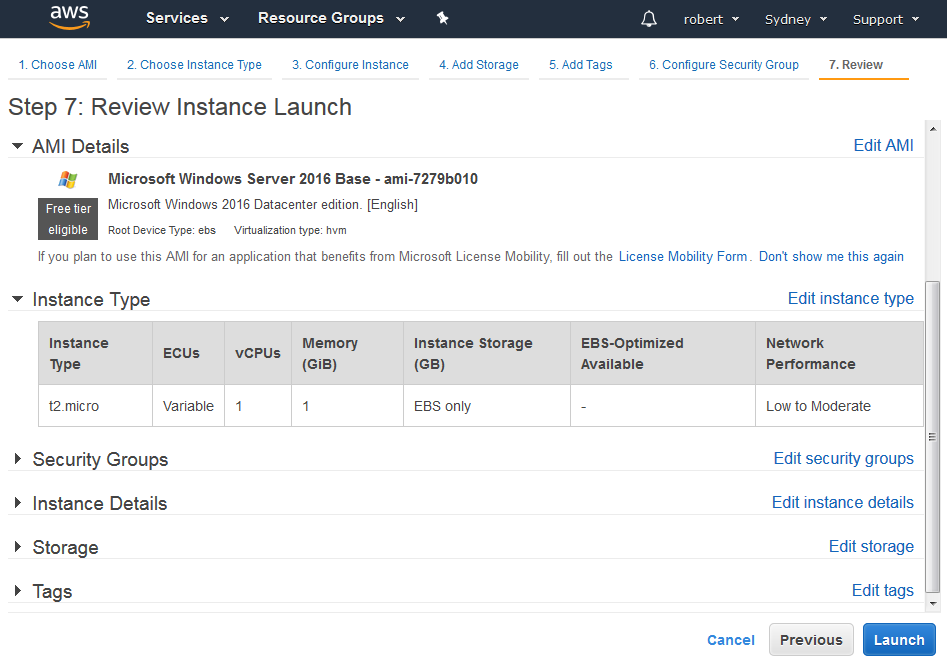 aws Services Resource Groups robert Sydney Support
1. Choose AMI 2. Choose Instance Type 3. Configure Instance 4. Add Storage 5. Add Tags 6. Configure Security Group 7. Review
Step 7: Review Instance Launch
AMI Details Edit AMI
Microsoft Windows Server 2016 Base - ami-7279b010
Free tier eligible
Microsoft Windows 2016 Datacenter edition. [English]
Root Device Type: ebs Virtualization type: hvm
If you plan to use this AMI for an application that benefits from Microsoft License Mobility, fill out the License Mobility Form. Don't show me this again
Instance Type Edit instance type
Instance Type ECUs vCPUs Memory (GiB) Instance Storage (GB) EBS-Optimized Available Network Performance
t2.micro Variable 1 1 EBS only - Low to Moderate
Security Groups Edit security groups
Instance Details Edit instance details
Storage Edit storage
Tags Edit tags
Cancel Previous Launch